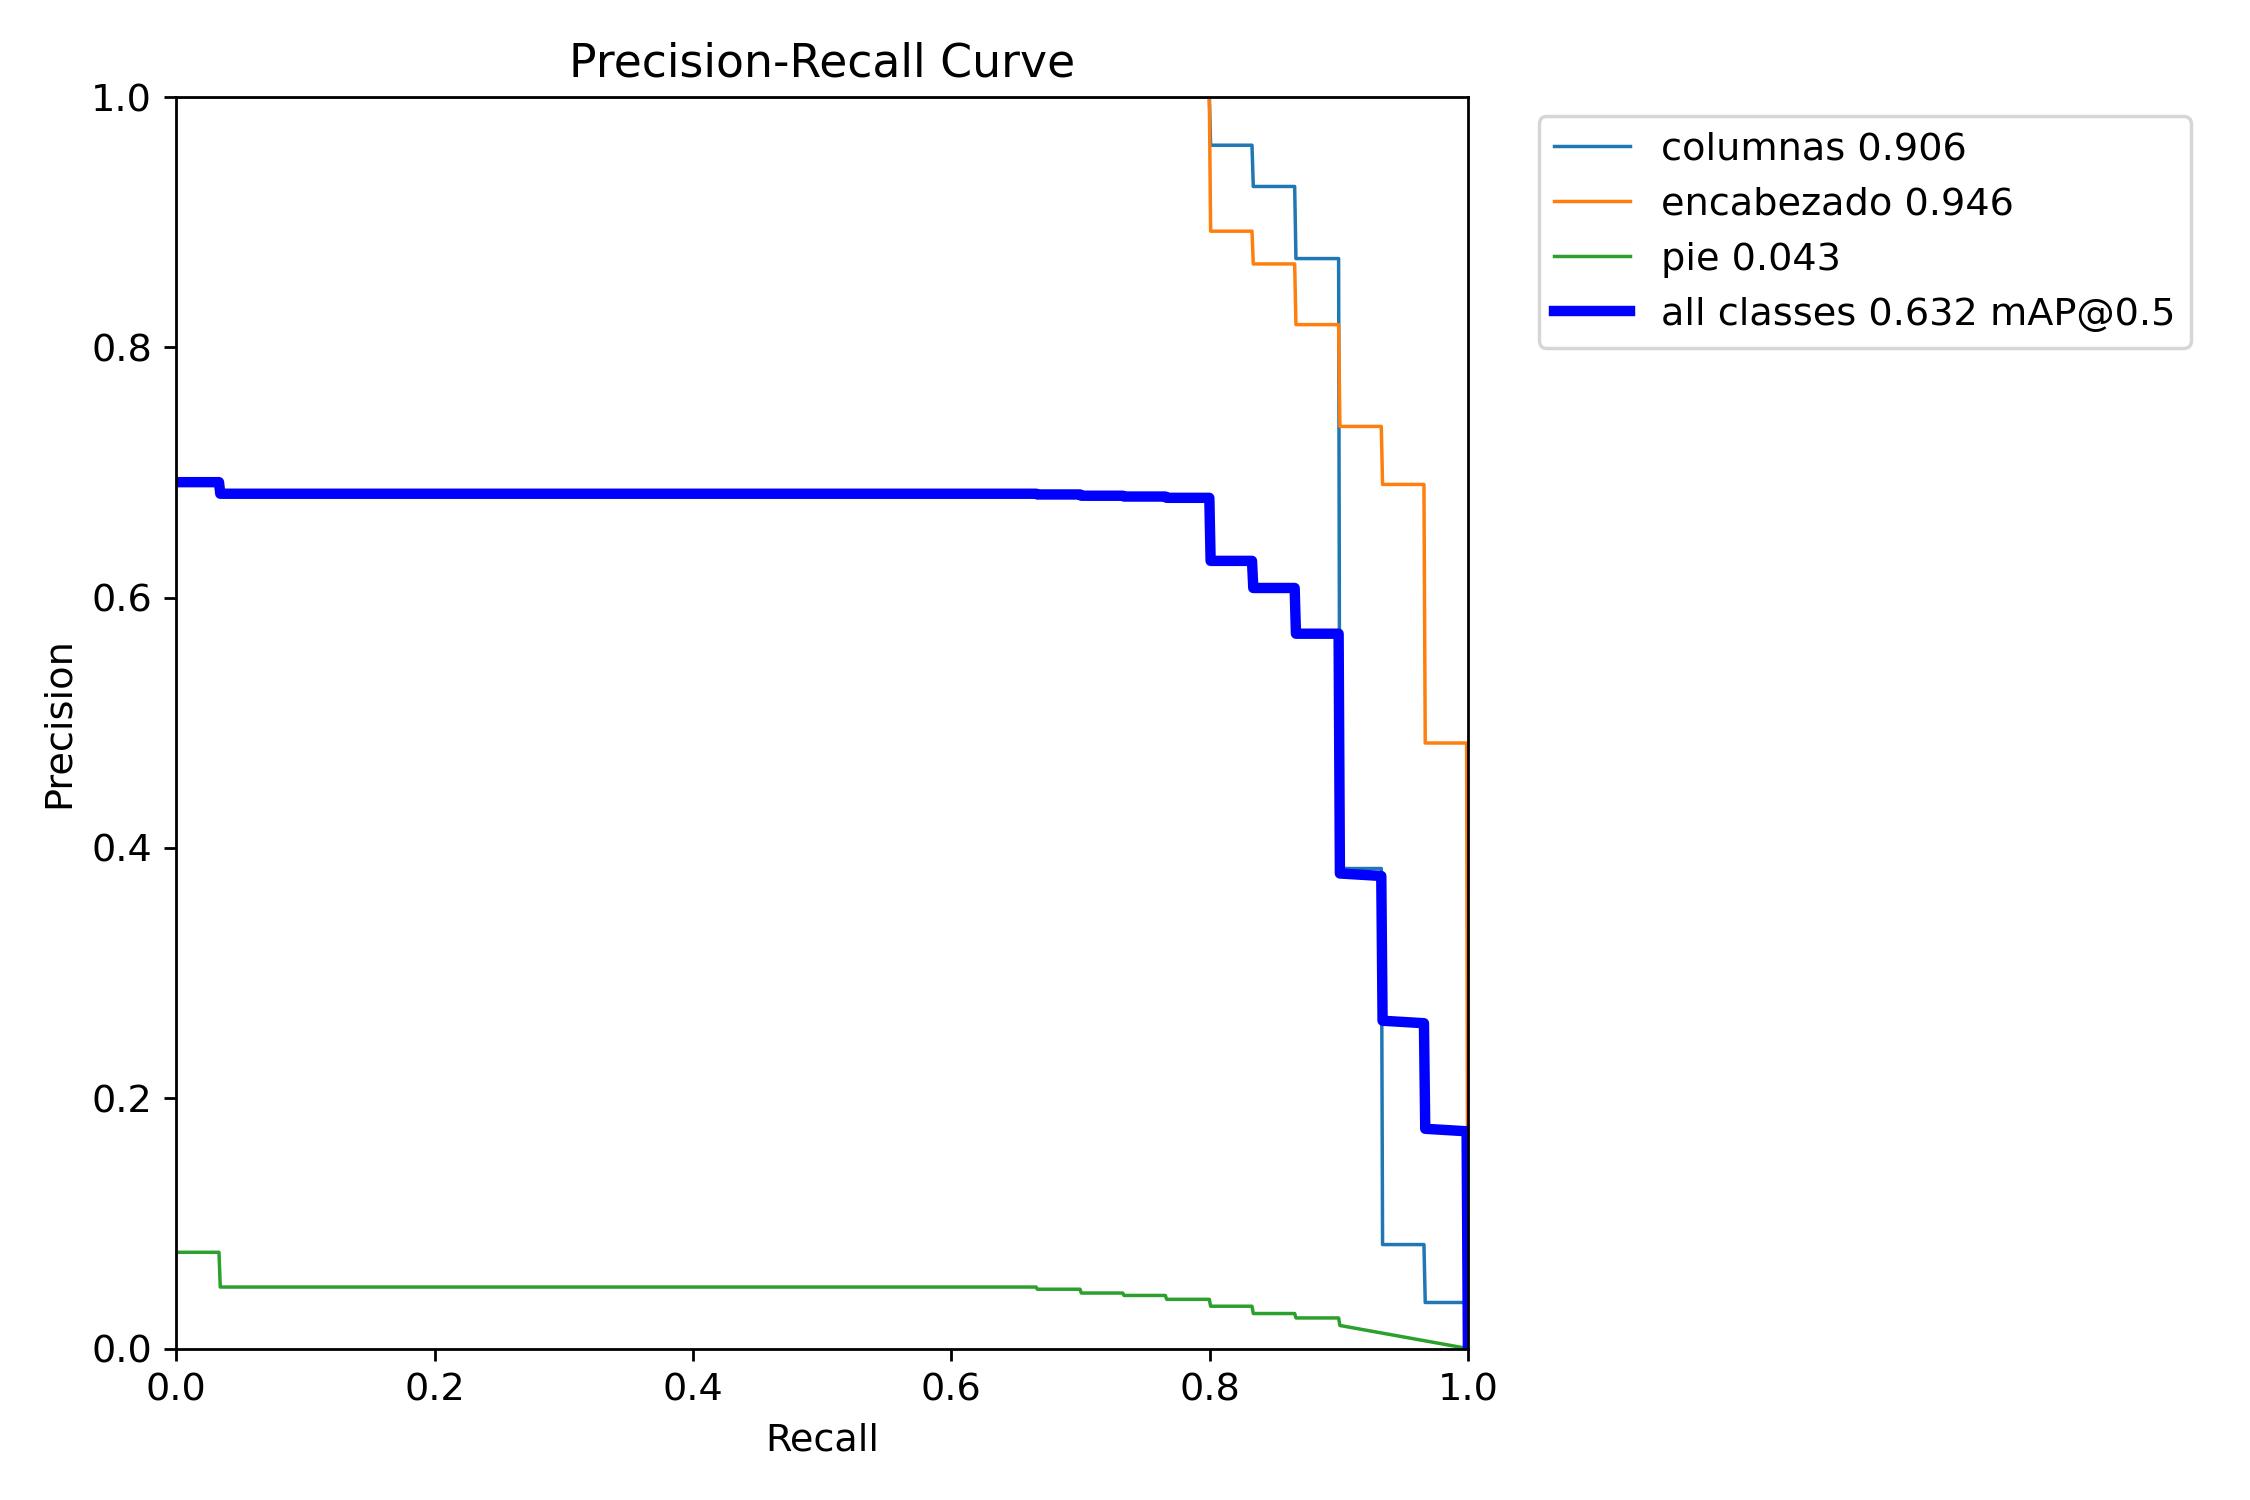 Precision-Recall Curve
1.0
0.8
0.6
0.4
0.2
0.0
Precision
0.0 0.2 0.4 0.6 0.8 1.0
Recall
columnas 0.906
encabezado 0.946
pie 0.043
all classes 0.632 mAP@0.5